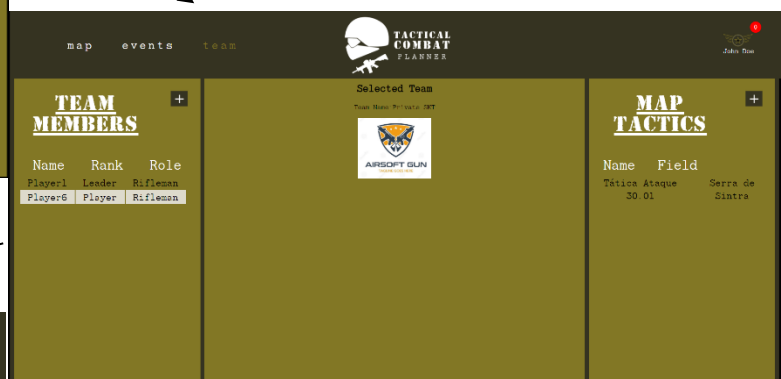 map events team
TACTICAL
COMBAT
PLANNER
0
John Doe
TEAM
MEMBERS
+
Name Rank Role
Player1 Leader Rifleman
Player6 Player Rifleman
Selected Team
Team Name Private
AIRSOFT GUN
MAP
TACTICS
+
Name Field
Tática Ataque Serra de
30.01 Sintra